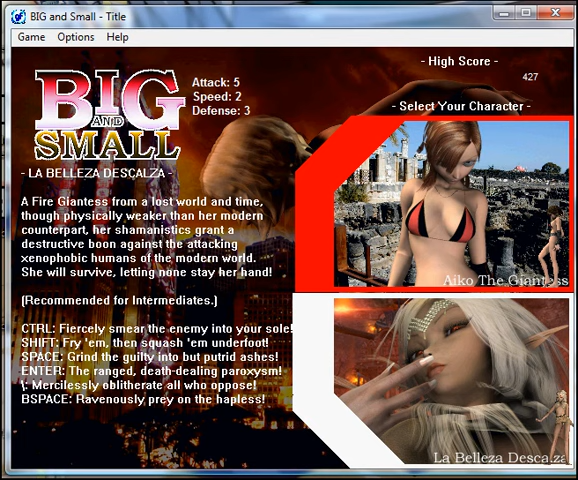 BIG and Small - Title
Game Options Help
- High Score -
427
BIG
AND
SMALL
Attack: 5
Speed: 2
Defense: 3
- Select Your Character -
- LA BELLEZA DESCALZA -
A Fire Giantess from a lost world and time,
though physically weaker than her modern
counterpart, her shamanistics grant a
destructive boon against the attacking
xenophobic humans of the modern world.
She will survive, letting none stay her hand!
(Recommended for Intermediates.)
CTRL: Fiercely smear the enemy into your sole!
SHIFT: Fry 'em, then squash 'em underfoot!
SPACE: Grind the guilty into but putrid ashes!
ENTER: The ranged, death-dealing paroxysm!
\: Mercilessly oblitherate all who oppose!
BSPACE: Ravenously prey on the hapless!
Aiko The Giantess
La Belleza Descalza